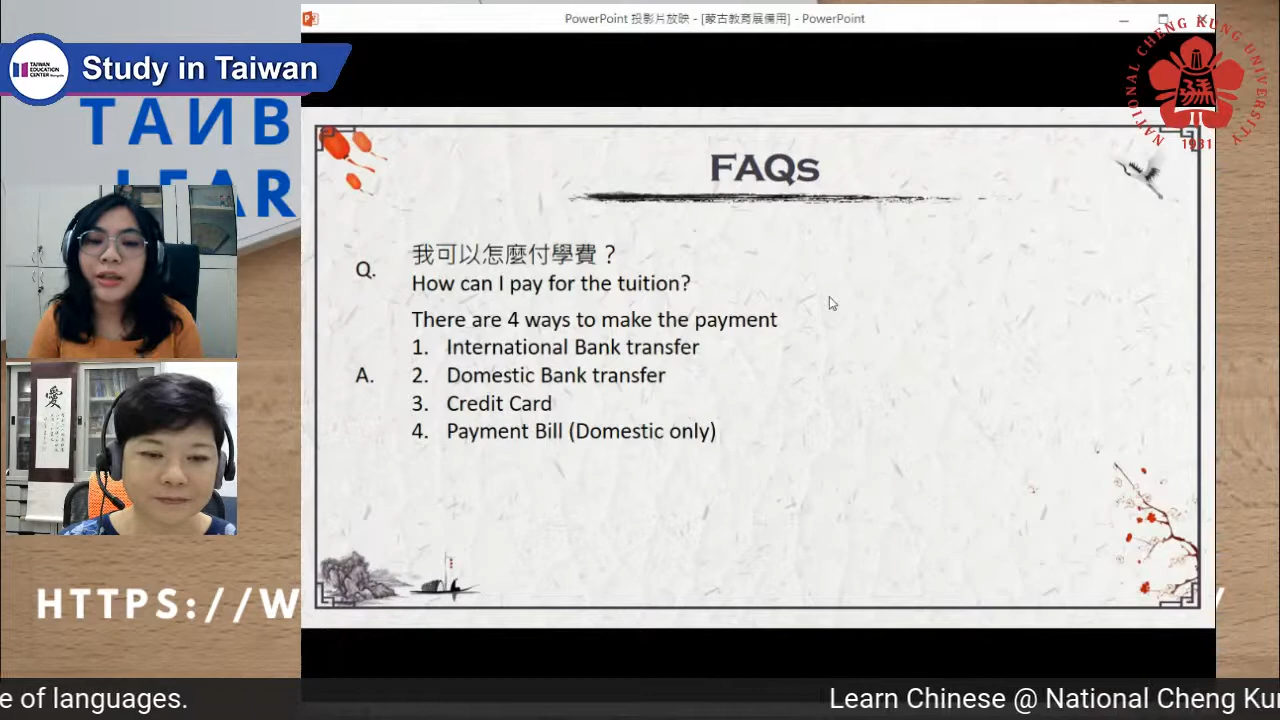 PowerPoint 投影片放映 - [蒙古教育展備用] - PowerPoint
TAIWAN EDUCATION CENTER
Study in Taiwan
NATIONAL CHENG KUNG UNIVERSITY
1931
FAQs
Q.
我可以怎麼付學費？
How can I pay for the tuition?
A.
There are 4 ways to make the payment
1. International Bank transfer
2. Domestic Bank transfer
3. Credit Card
4. Payment Bill (Domestic only)
愛
HTTPS://W
e of languages.
Learn Chinese @ National Cheng Ku